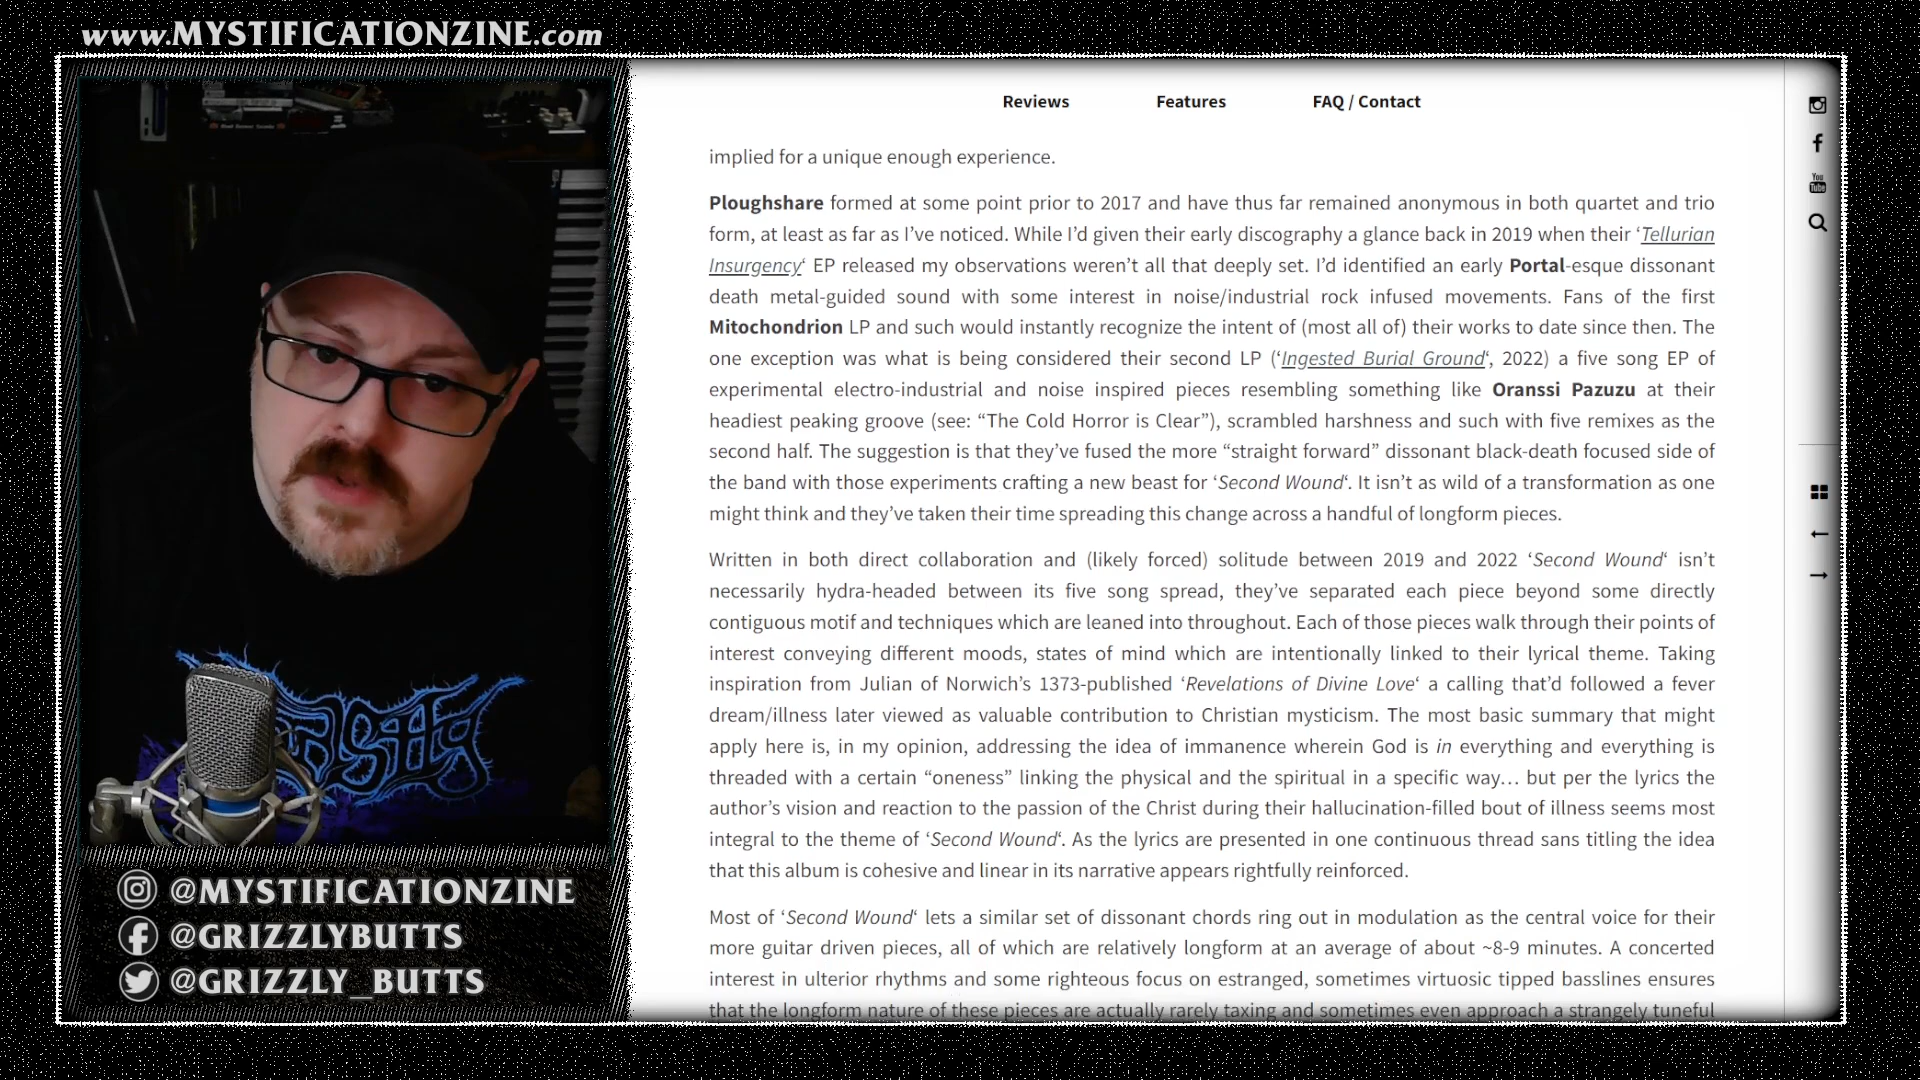 www.MYSTIFICATIONZINE.com
Reviews
Features
FAQ / Contact
implied for a unique enough experience.
Ploughshare formed at some point prior to 2017 and have thus far remained anonymous in both quartet and trio
form, at least as far as I’ve noticed. While I’d given their early discography a glance back in 2019 when their ‘Tellurian
Insurgency‘ EP released my observations weren’t all that deeply set. I’d identified an early Portal-esque dissonant
death metal-guided sound with some interest in noise/industrial rock infused movements. Fans of the first
Mitochondrion LP and such would instantly recognize the intent of (most all of) their works to date since then. The
one exception was what is being considered their second LP (‘Ingested Burial Ground‘, 2022) a five song EP of
experimental electro-industrial and noise inspired pieces resembling something like Oranssi Pazuzu at their
headiest peaking groove (see: “The Cold Horror is Clear”), scrambled harshness and such with five remixes as the
second half. The suggestion is that they’ve fused the more “straight forward” dissonant black-death focused side of
the band with those experiments crafting a new beast for ‘Second Wound‘. It isn’t as wild of a transformation as one
might think and they’ve taken their time spreading this change across a handful of longform pieces.
Written in both direct collaboration and (likely forced) solitude between 2019 and 2022 ‘Second Wound‘ isn’t
necessarily hydra-headed between its five song spread, they’ve separated each piece beyond some directly
contiguous motif and techniques which are leaned into throughout. Each of those pieces walk through their points of
interest conveying different moods, states of mind which are intentionally linked to their lyrical theme. Taking
inspiration from Julian of Norwich’s 1373-published ‘Revelations of Divine Love‘ a calling that’d followed a fever
dream/illness later viewed as valuable contribution to Christian mysticism. The most basic summary that might
apply here is, in my opinion, addressing the idea of immanence wherein God is in everything and everything is
threaded with a certain “oneness” linking the physical and the spiritual in a specific way… but per the lyrics the
author’s vision and reaction to the passion of the Christ during their hallucination-filled bout of illness seems most
integral to the theme of ‘Second Wound‘. As the lyrics are presented in one continuous thread sans titling the idea
that this album is cohesive and linear in its narrative appears rightfully reinforced.
Most of ‘Second Wound‘ lets a similar set of dissonant chords ring out in modulation as the central voice for their
more guitar driven pieces, all of which are relatively longform at an average of about ~8-9 minutes. A concerted
interest in ulterior rhythms and some righteous focus on estranged, sometimes virtuosic tipped basslines ensures
that the longform nature of these pieces are actually rarely taxing and sometimes even approach a strangely tuneful
You
Tube
@MYSTIFICATIONZINE
@GRIZZLYBUTTS
@GRIZZLY_BUTTS